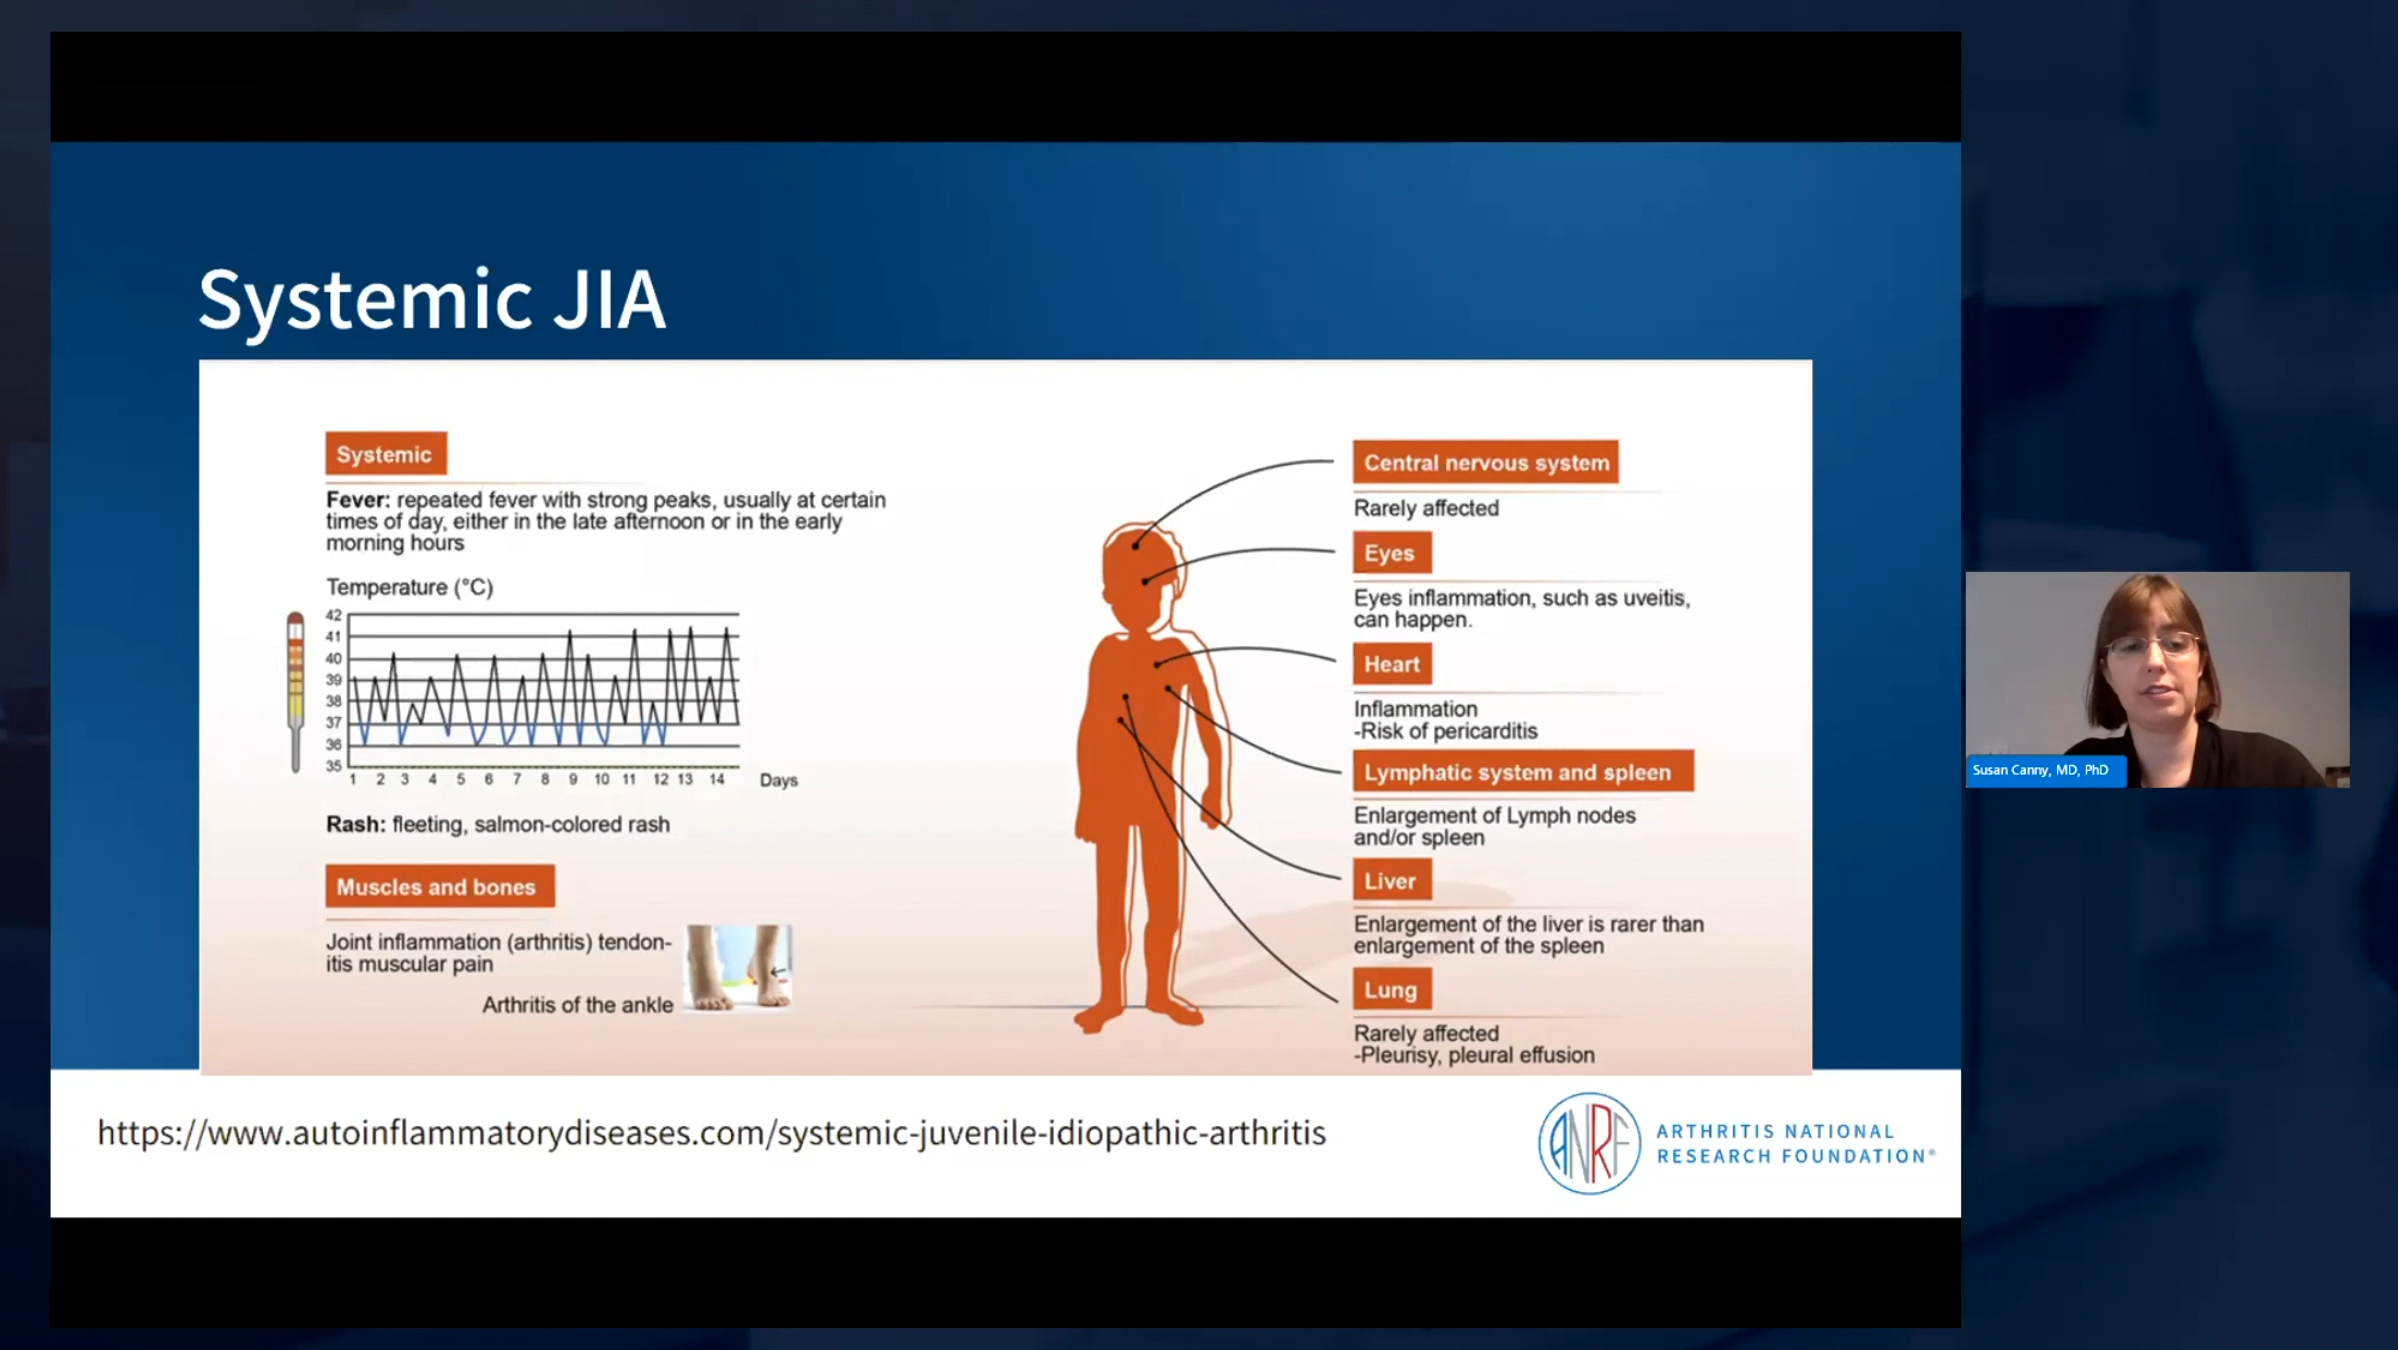 Systemic JIA
Systemic
Fever: repeated fever with strong peaks, usually at certain
times of day, either in the late afternoon or in the early
morning hours
Temperature (°C)
42
41
40
39
38
37
36
35
1 2 3 4 5 6 7 8 9 10 11 12 13 14 Days
Rash: fleeting, salmon-colored rash
Muscles and bones
Joint inflammation (arthritis) tendon-
itis muscular pain
Arthritis of the ankle
Central nervous system
Rarely affected
Eyes
Eyes inflammation, such as uveitis,
can happen.
Heart
Inflammation
-Risk of pericarditis
Lymphatic system and spleen
Enlargement of Lymph nodes
and/or spleen
Liver
Enlargement of the liver is rarer than
enlargement of the spleen
Lung
Rarely affected
-Pleurisy, pleural effusion
https://www.autoinflammatorydiseases.com/systemic-juvenile-idiopathic-arthritis
ANRF
ARTHRITIS NATIONAL
RESEARCH FOUNDATION®
Susan Canny, MD, PhD